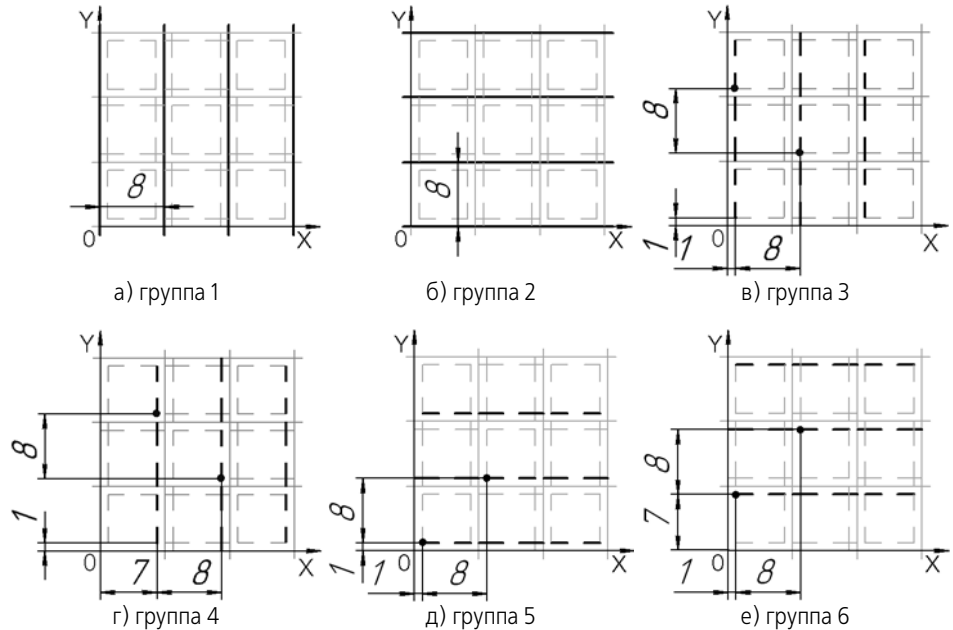 Y
8
0 X
а) группа 1
Y
8
0 X
б) группа 2
Y
8
1
0 1 8 X
в) группа 3
Y
8
1
0 7 8 X
г) группа 4
Y
8
1
0 1 8 X
д) группа 5
Y
8
7
0 1 8 X
е) группа 6